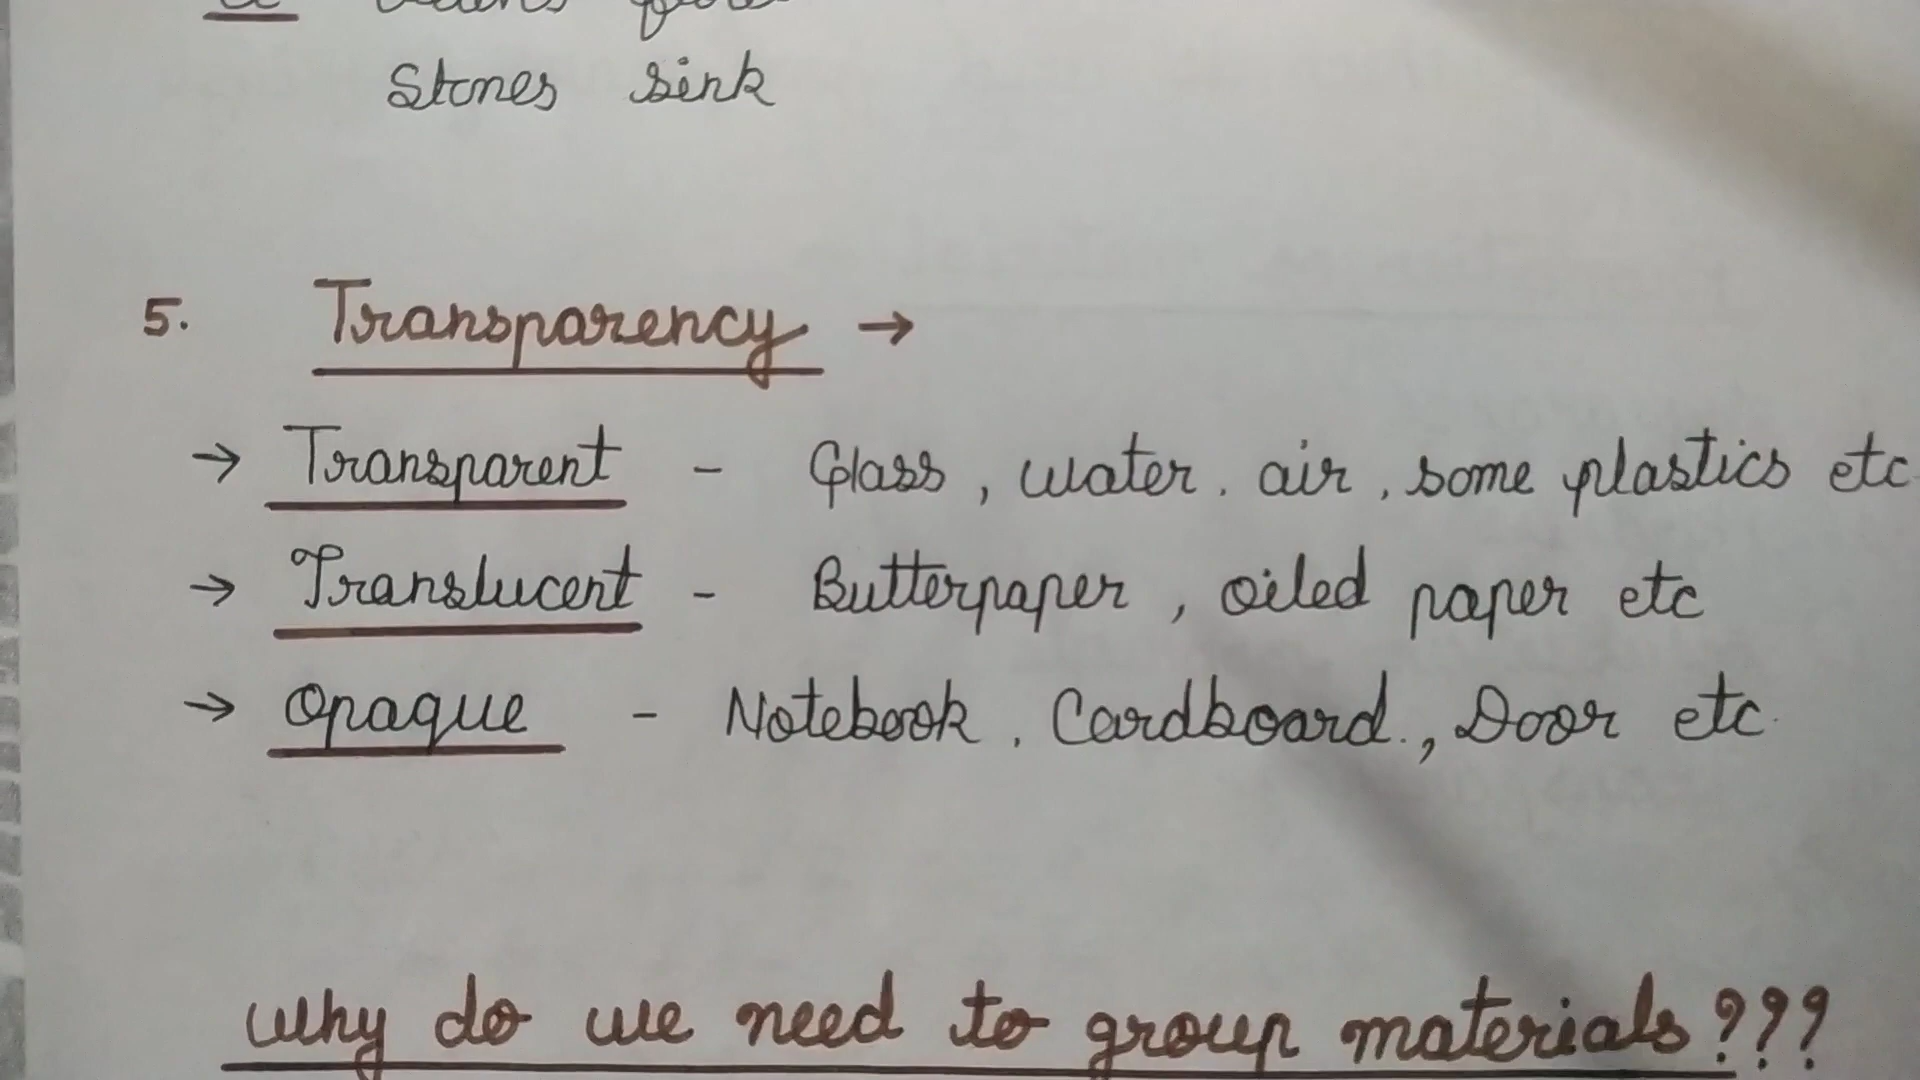 Stones sink
5. Transparency →
→ Transparent - Glass, water, air, some plastics etc
→ Translucent - Butterpaper, oiled paper etc
→ Opaque - Notebook, Cardboard., Door etc.
Why do we need to group materials???